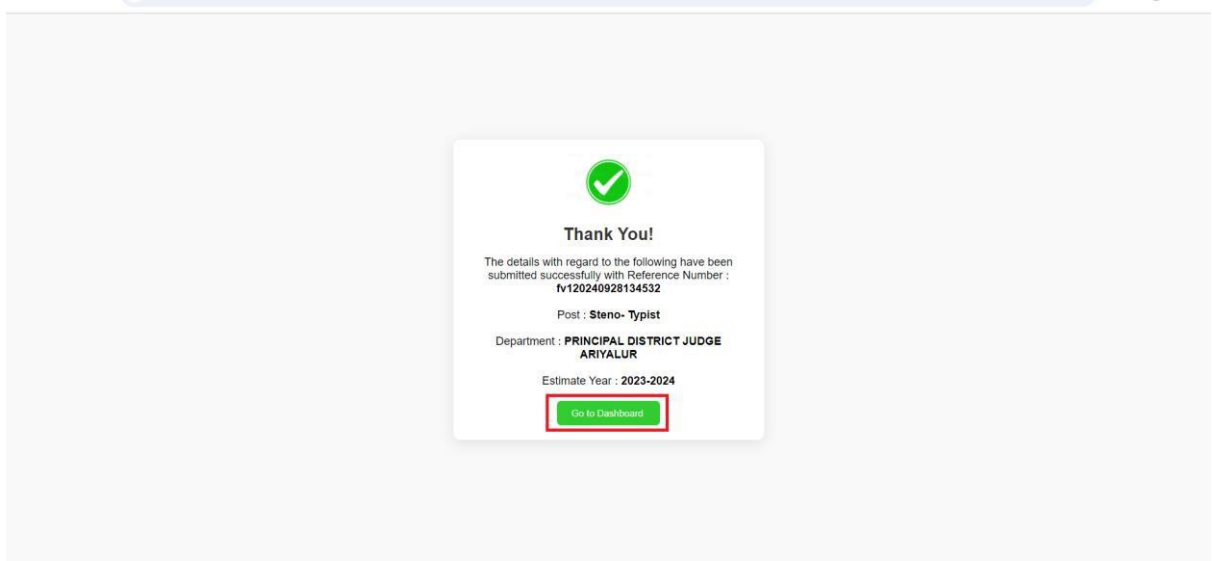 Thank You!
The details with regard to the following have been
submitted successfully with Reference Number :
fv120240928134532
Post : Steno- Typist
Department : PRINCIPAL DISTRICT JUDGE
ARIYALUR
Estimate Year : 2023-2024
Go to Dashboard